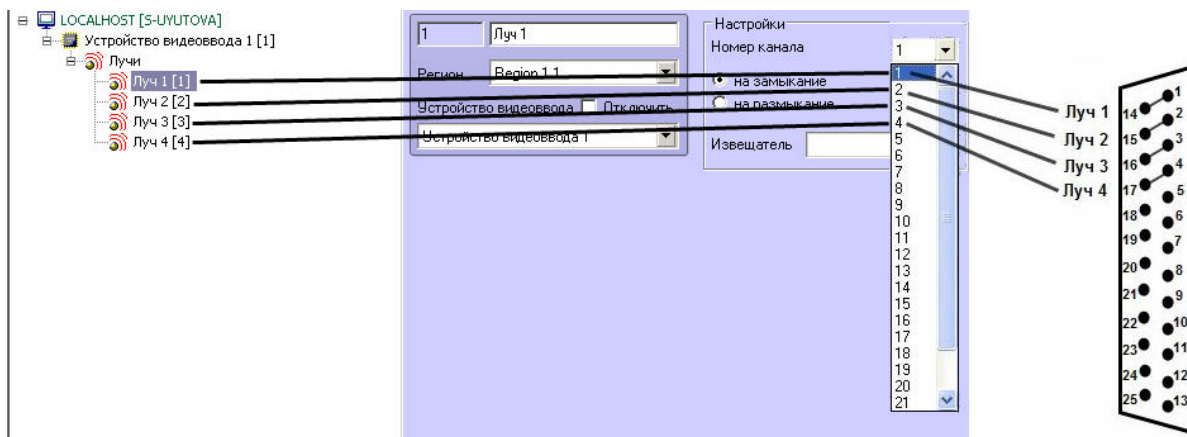 LOCALHOST [S-UYUTOVA]
Устройство видеоввода 1 [1]
Лучи
Луч 1 [1]
Луч 2 [2]
Луч 3 [3]
Луч 4 [4]
1
Луч 1
Регион
Region 1.1
Устройство видеоввода
Отключить
Устройство видеоввода 1
Настройки
Номер канала
1
на замыкание
на размыкание
Извещатель
1
2
3
4
5
6
7
8
9
10
11
12
13
14
15
16
17
18
19
20
21
Луч 1
Луч 2
Луч 3
Луч 4
1
14
2
15
3
16
4
17
5
18
6
19
7
20
8
21
9
22
10
23
11
24
12
25
13